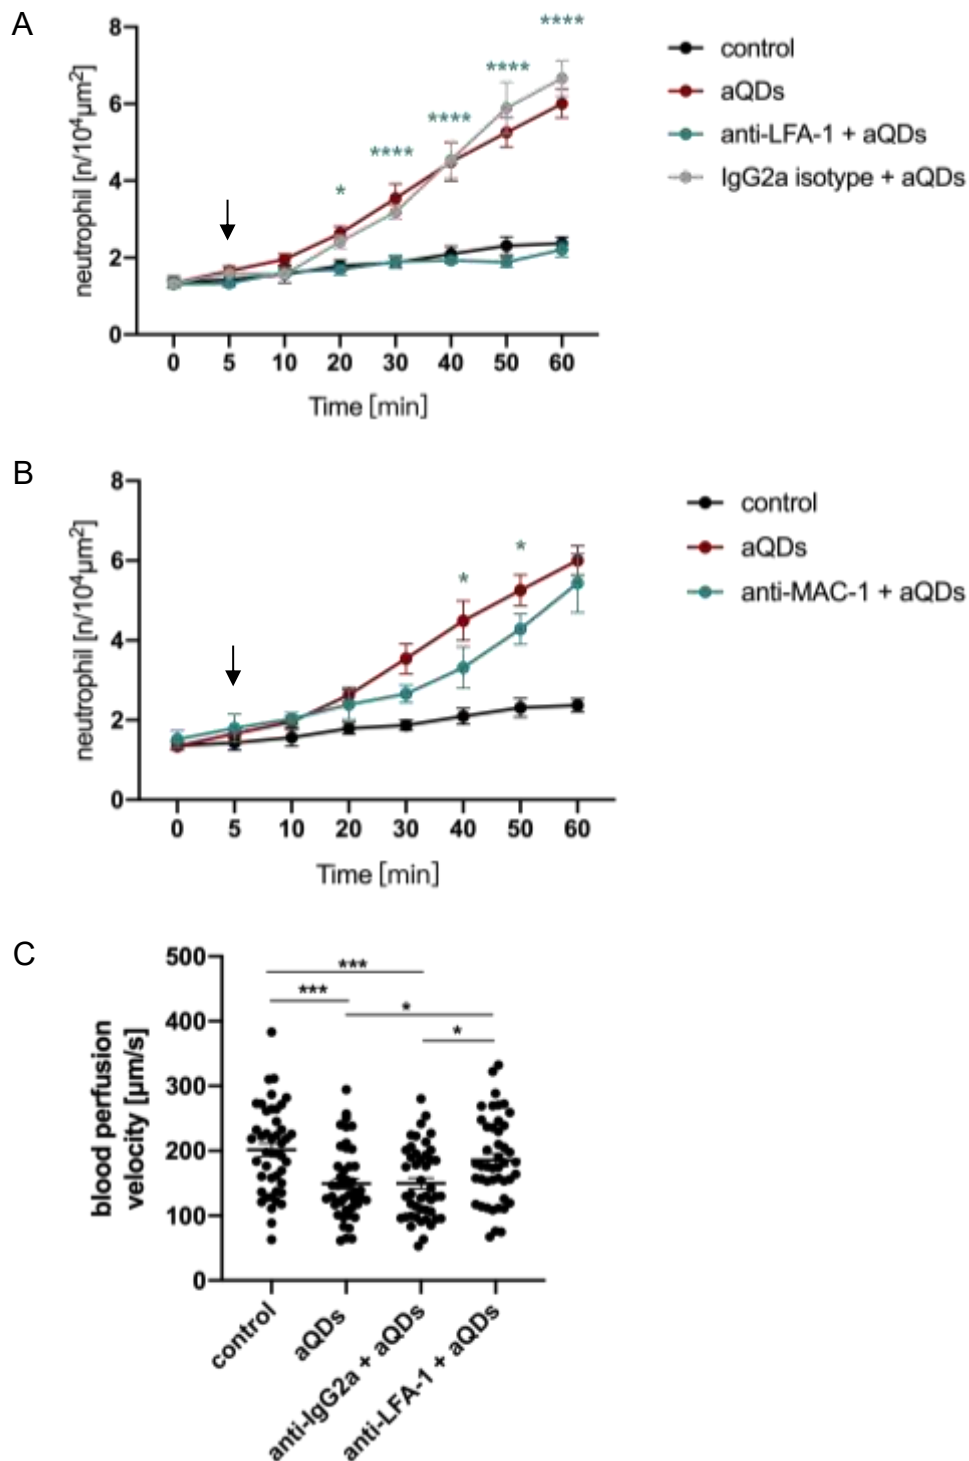 A
neutrophil [n/10⁴µm²]
8
6
4
2
0
*
****
****
****
****
0 5 10 20 30 40 50 60
Time [min]
control
aQDs
anti-LFA-1 + aQDs
IgG2a isotype + aQDs
B
neutrophil [n/10⁴µm²]
8
6
4
2
0
*
*
0 5 10 20 30 40 50 60
Time [min]
control
aQDs
anti-MAC-1 + aQDs
C
blood perfusion
velocity [µm/s]
500
400
300
200
100
0
***
***
*
*
control
aQDs
anti-IgG2a + aQDs
anti-LFA-1 + aQDs